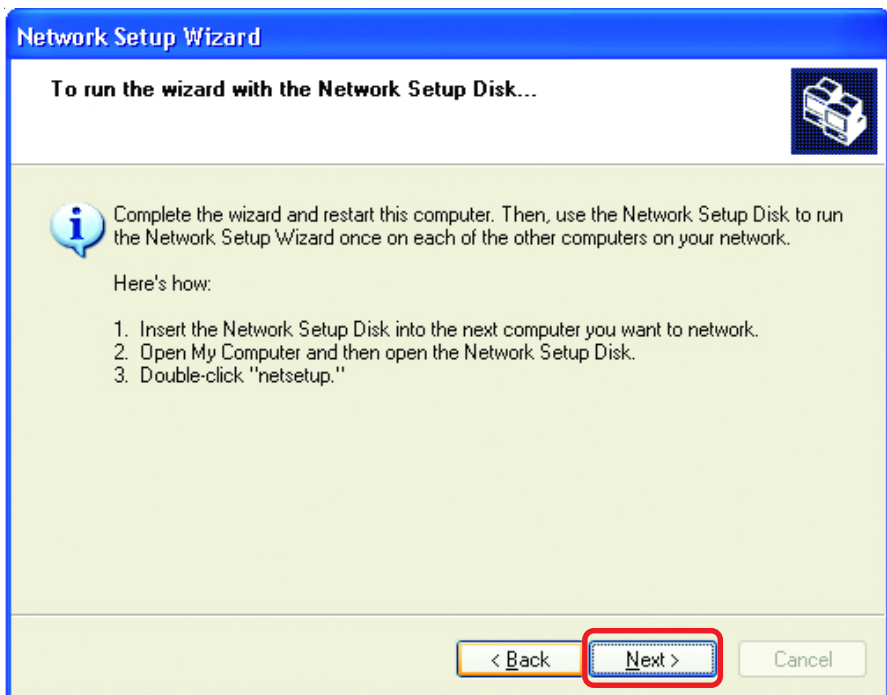 Network Setup Wizard
To run the wizard with the Network Setup Disk...
Complete the wizard and restart this computer. Then, use the Network Setup Disk to run
the Network Setup Wizard once on each of the other computers on your network.
Here's how:
1. Insert the Network Setup Disk into the next computer you want to network.
2. Open My Computer and then open the Network Setup Disk.
3. Double-click "netsetup."
< Back
Next >
Cancel